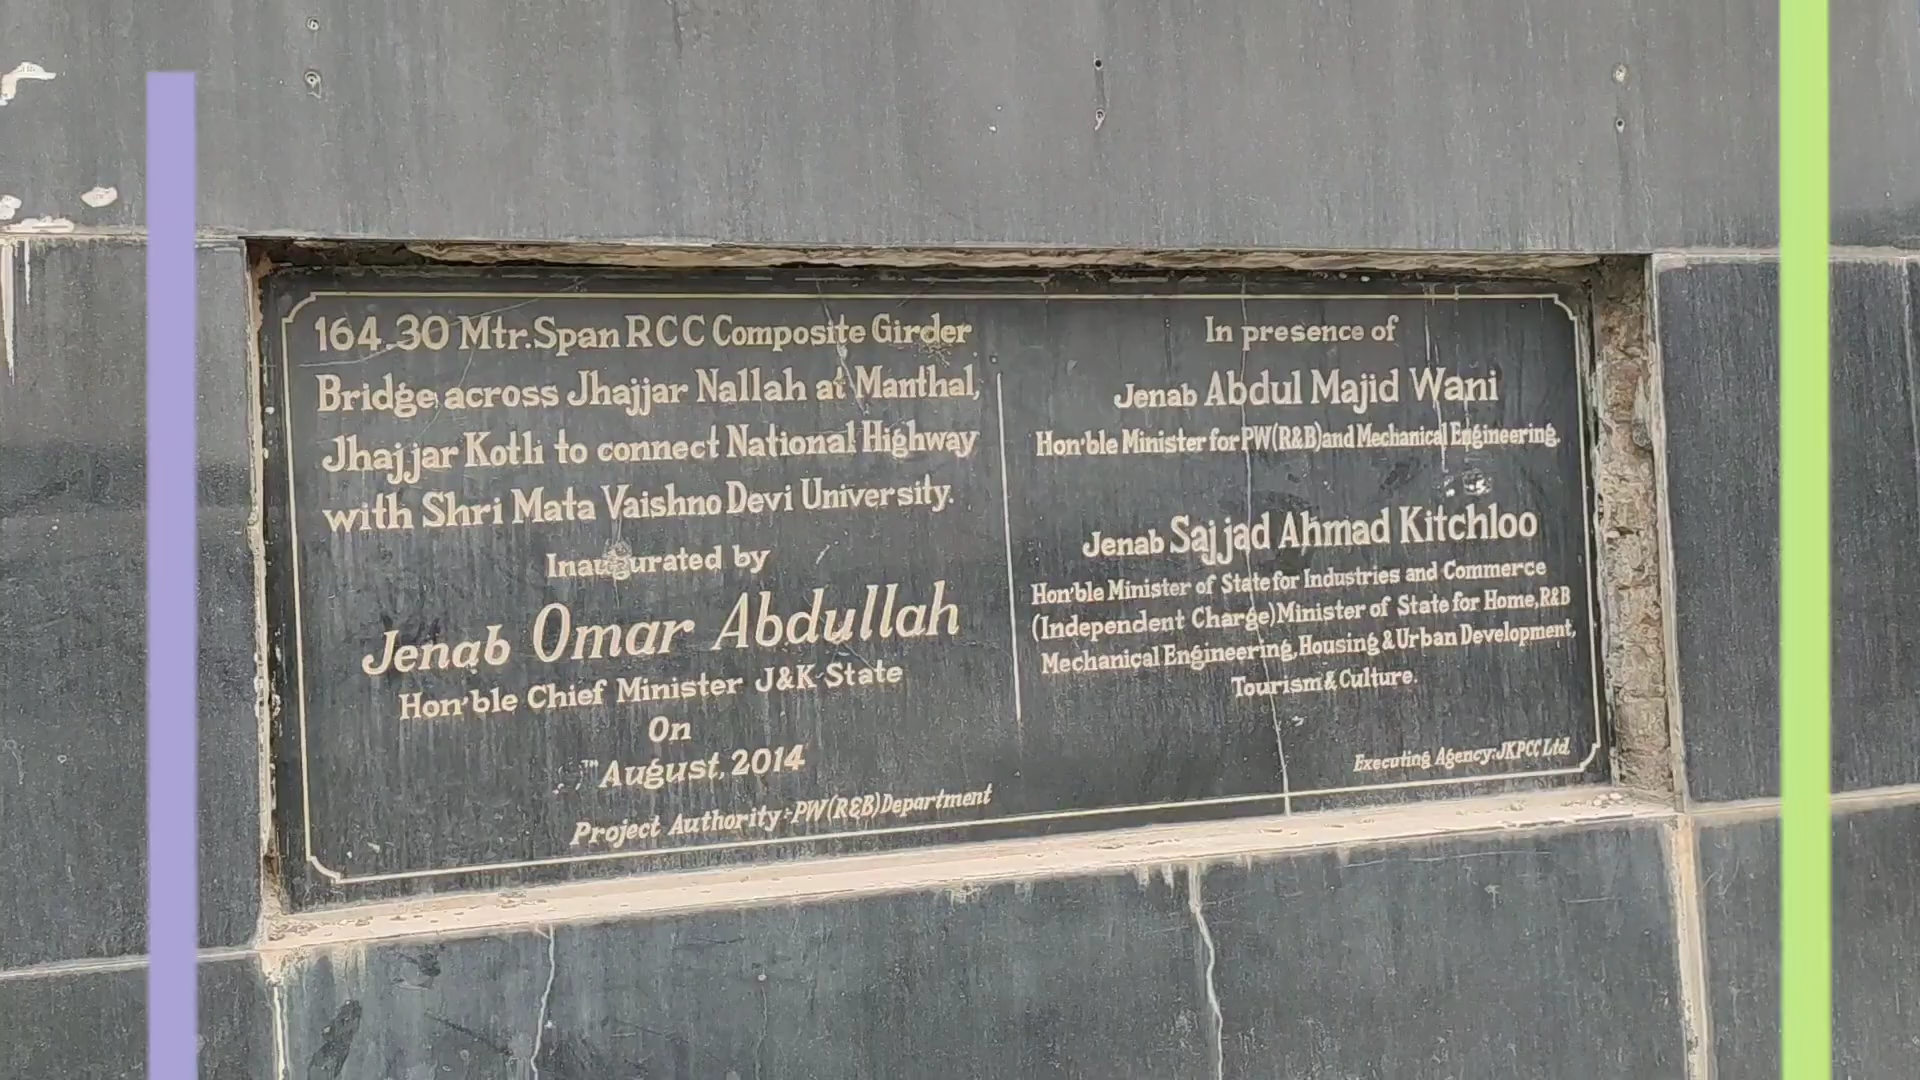 164.30 Mtr.Span RCC Composite Girder
Bridge across Jhajjar Nallah at Manthal,
Jhajjar Kotli to connect National Highway
with Shri Mata Vaishno Devi University.
Inaugurated by
Jenab Omar Abdullah
Hon'ble Chief Minister J&K State
On
August, 2014
Project Authority:-PW(R&B)Department
In presence of
Jenab Abdul Majid Wani
Hon'ble Minister for PW(R&B)and Mechanical Engineering.
Jenab Sajjad Ahmad Kitchloo
Hon'ble Minister of State for Industries and Commerce
(Independent Charge)Minister of State for Home,R&B
Mechanical Engineering,Housing & Urban Development,
Tourism & Culture.
Executing Agency:JKPCC Ltd.